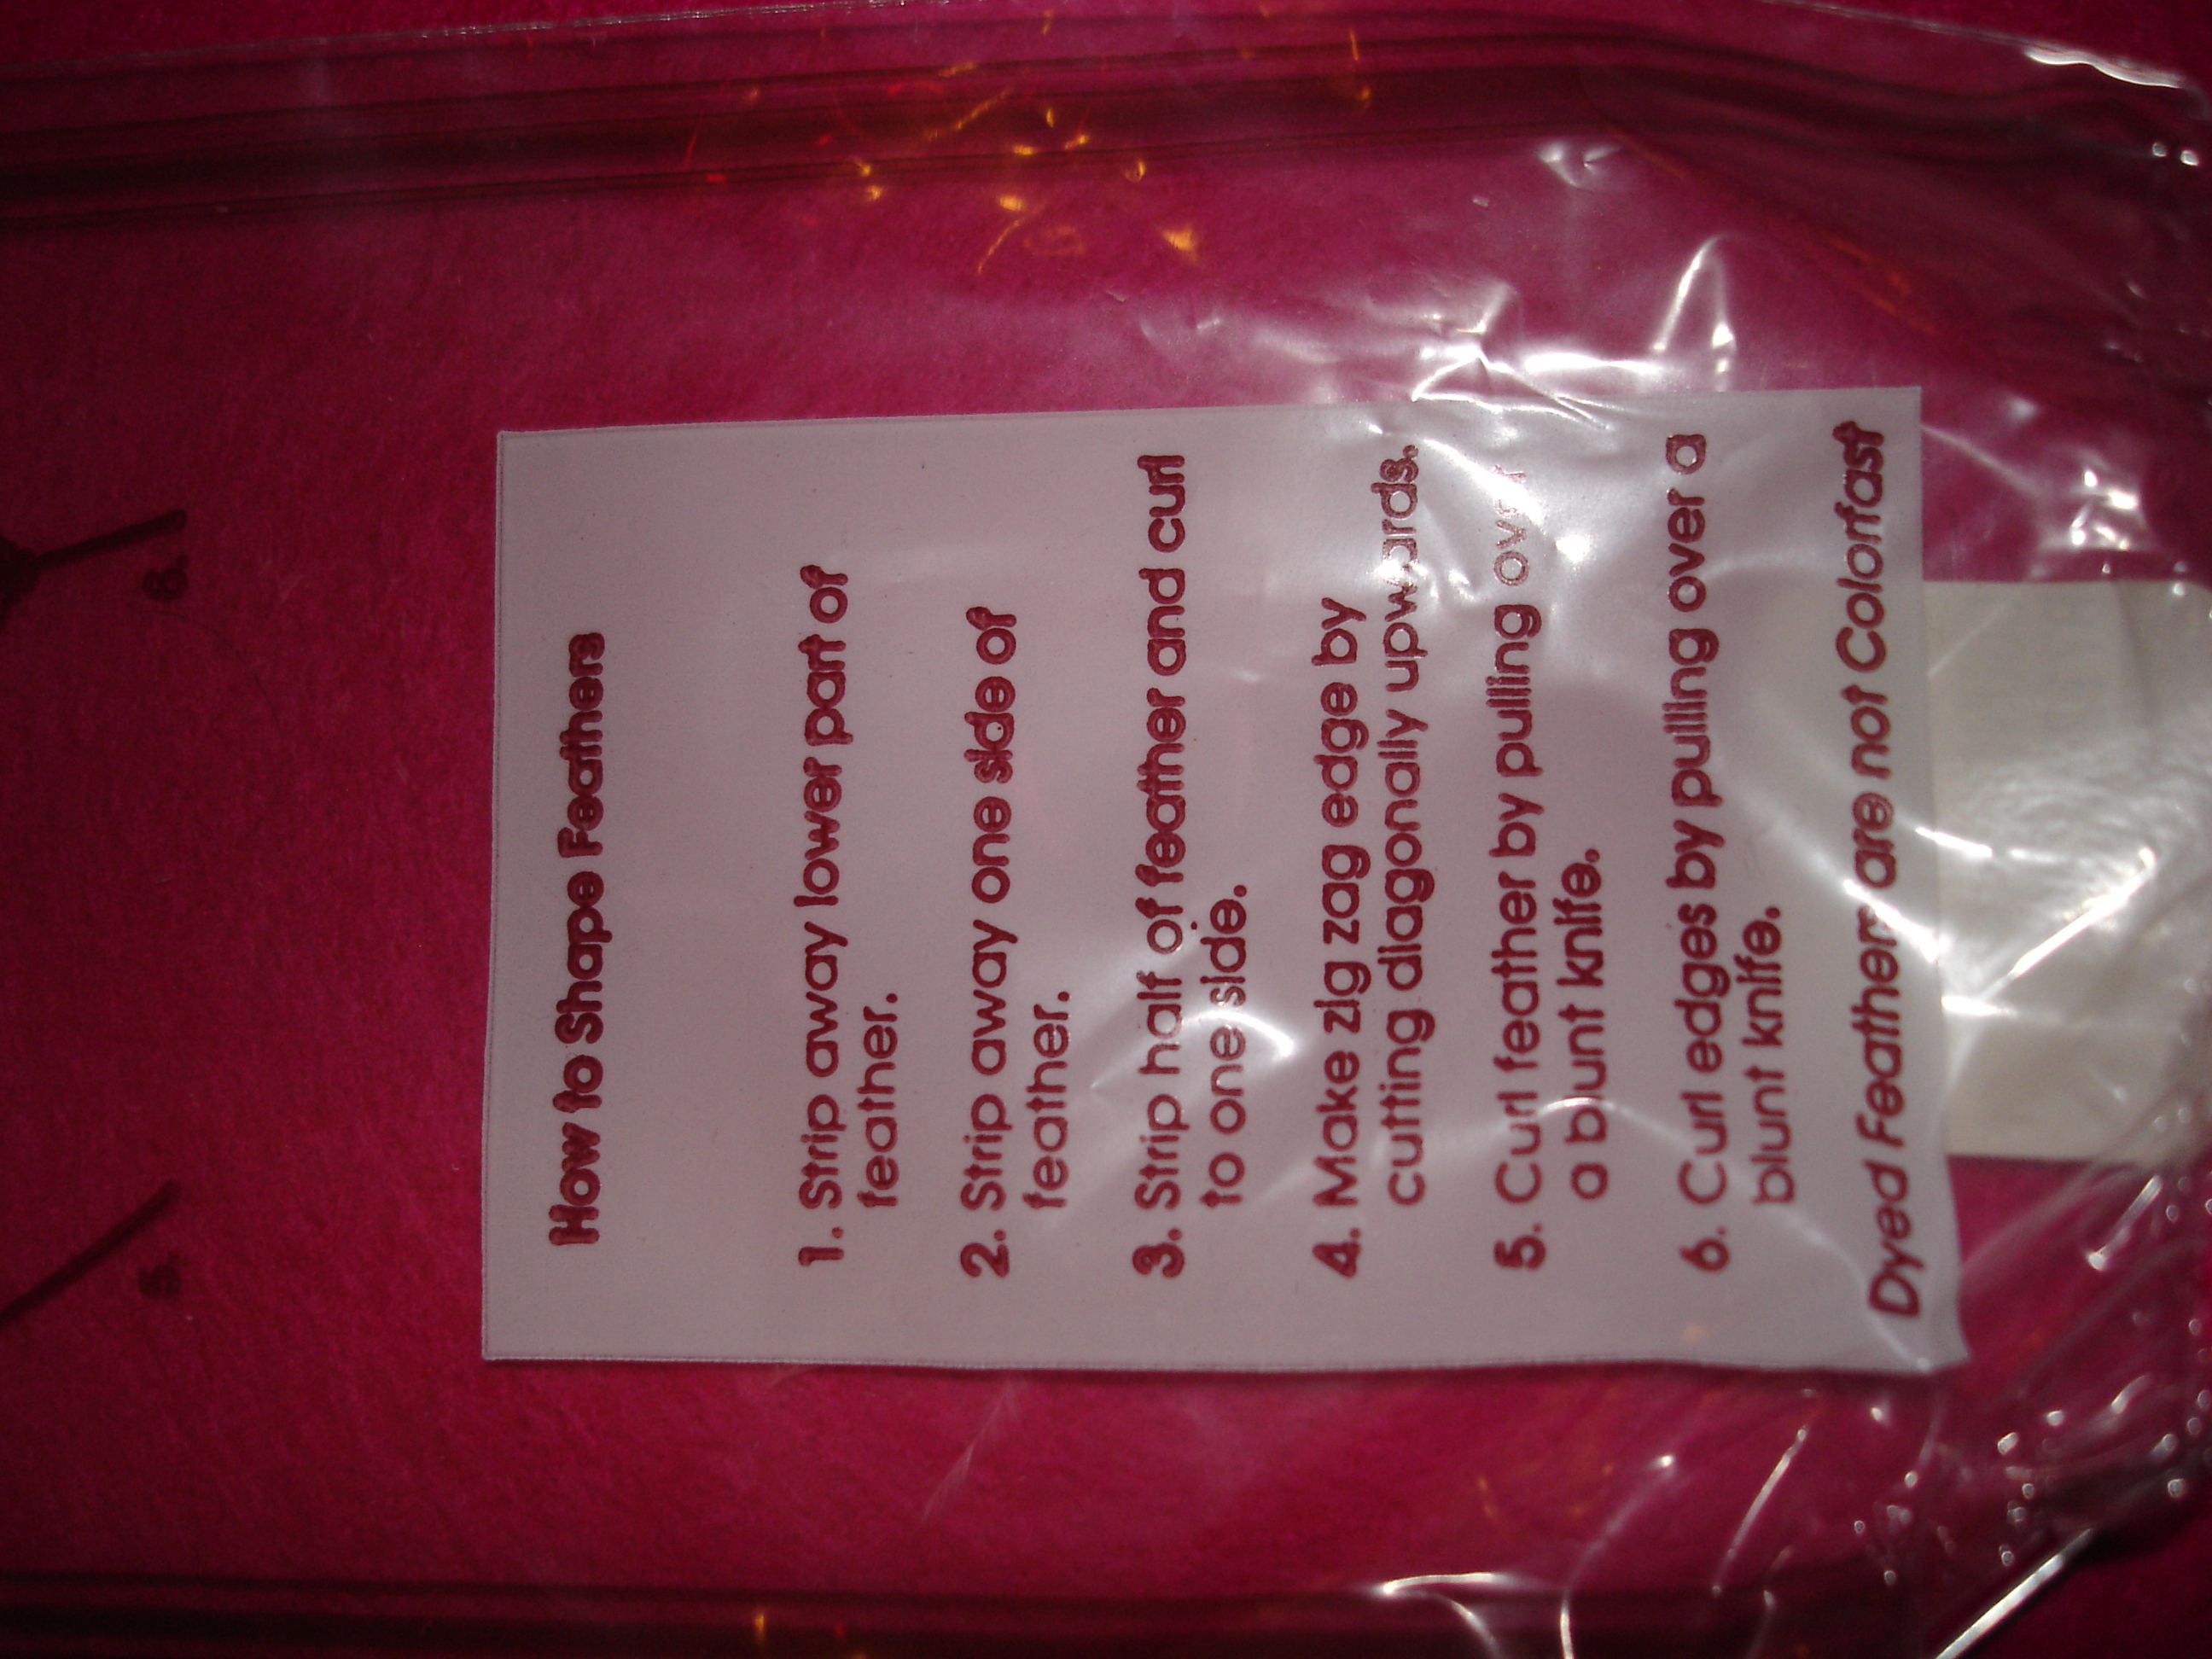 How to Shape Feathers
1. Strip away lower part of
feather.
2. Strip away one side of
feather.
3. Strip half of feather and curl
to one side.
4. Make zig zag edge by
cutting diagonally upwards.
5. Curl feather by pulling over
a blunt knife.
6. Curl edges by pulling over a
blunt knife.
Dyed Feathers are not Colorfast
5.
6.